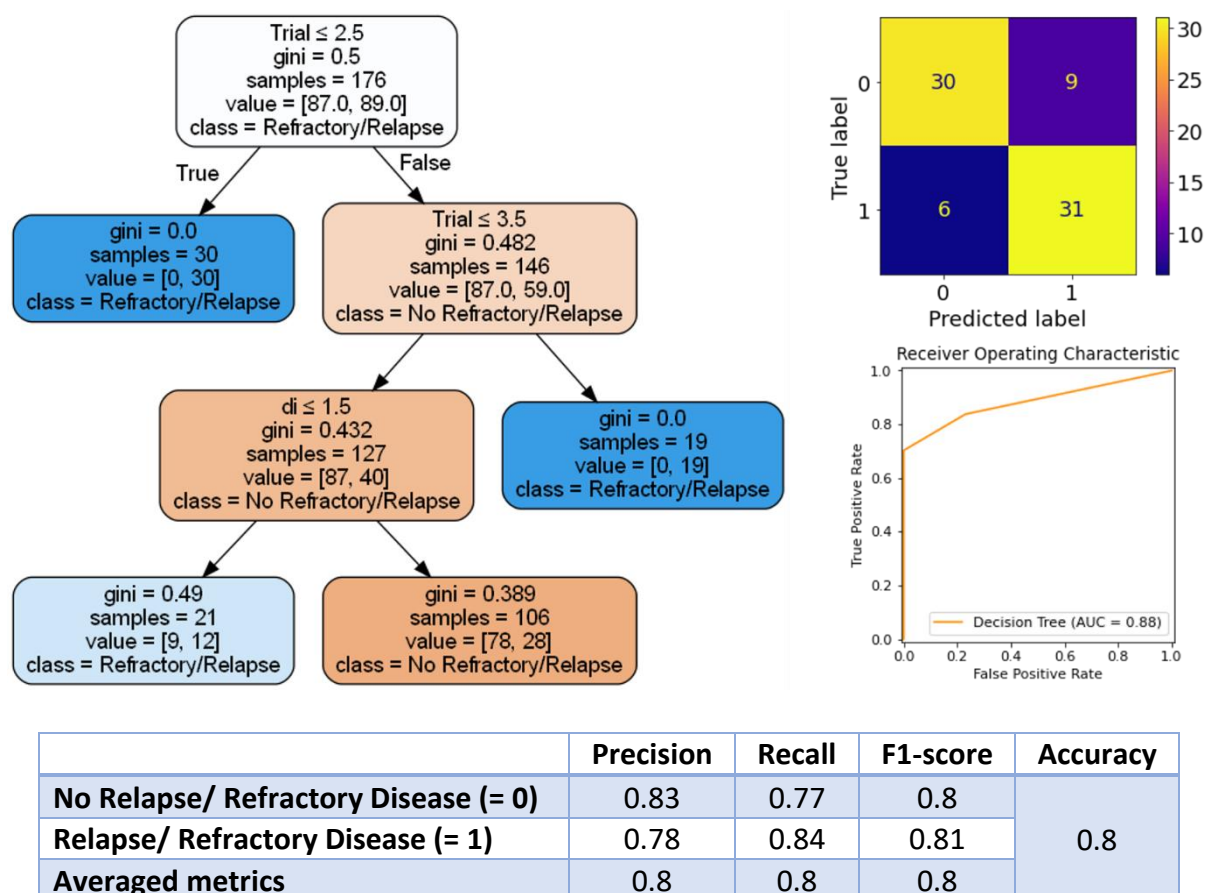 Trial ≤ 2.5
gini = 0.5
samples = 176
value = [87.0, 89.0]
class = Refractory/Relapse
True
False
gini = 0.0
samples = 30
value = [0, 30]
class = Refractory/Relapse
Trial ≤ 3.5
gini = 0.482
samples = 146
value = [87.0, 59.0]
class = No Refractory/Relapse
di ≤ 1.5
gini = 0.432
samples = 127
value = [87, 40]
class = No Refractory/Relapse
gini = 0.0
samples = 19
value = [0, 19]
class = Refractory/Relapse
gini = 0.49
samples = 21
value = [9, 12]
class = Refractory/Relapse
gini = 0.389
samples = 106
value = [78, 28]
class = No Refractory/Relapse
True label
0
1
30 9
6 31
0 1
Predicted label
30
25
20
15
10
Receiver Operating Characteristic
True Positive Rate
1.0
0.8
0.6
0.4
0.2
0.0
Decision Tree (AUC = 0.88)
0.0 0.2 0.4 0.6 0.8 1.0
False Positive Rate
Precision Recall F1-score Accuracy
No Relapse/ Refractory Disease (= 0) 0.83 0.77 0.8
Relapse/ Refractory Disease (= 1) 0.78 0.84 0.81 0.8
Averaged metrics 0.8 0.8 0.8